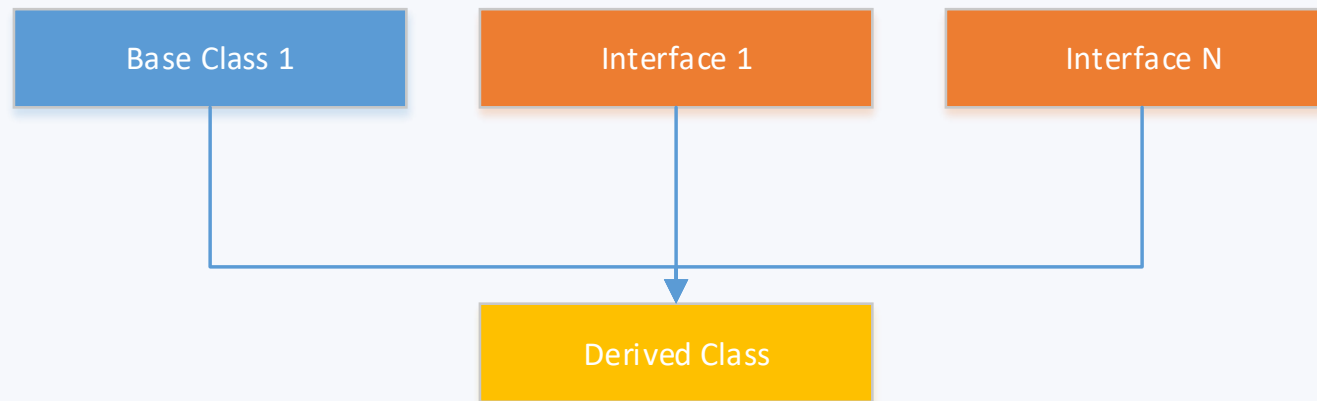 Base Class 1
Interface 1
Interface N
Derived Class